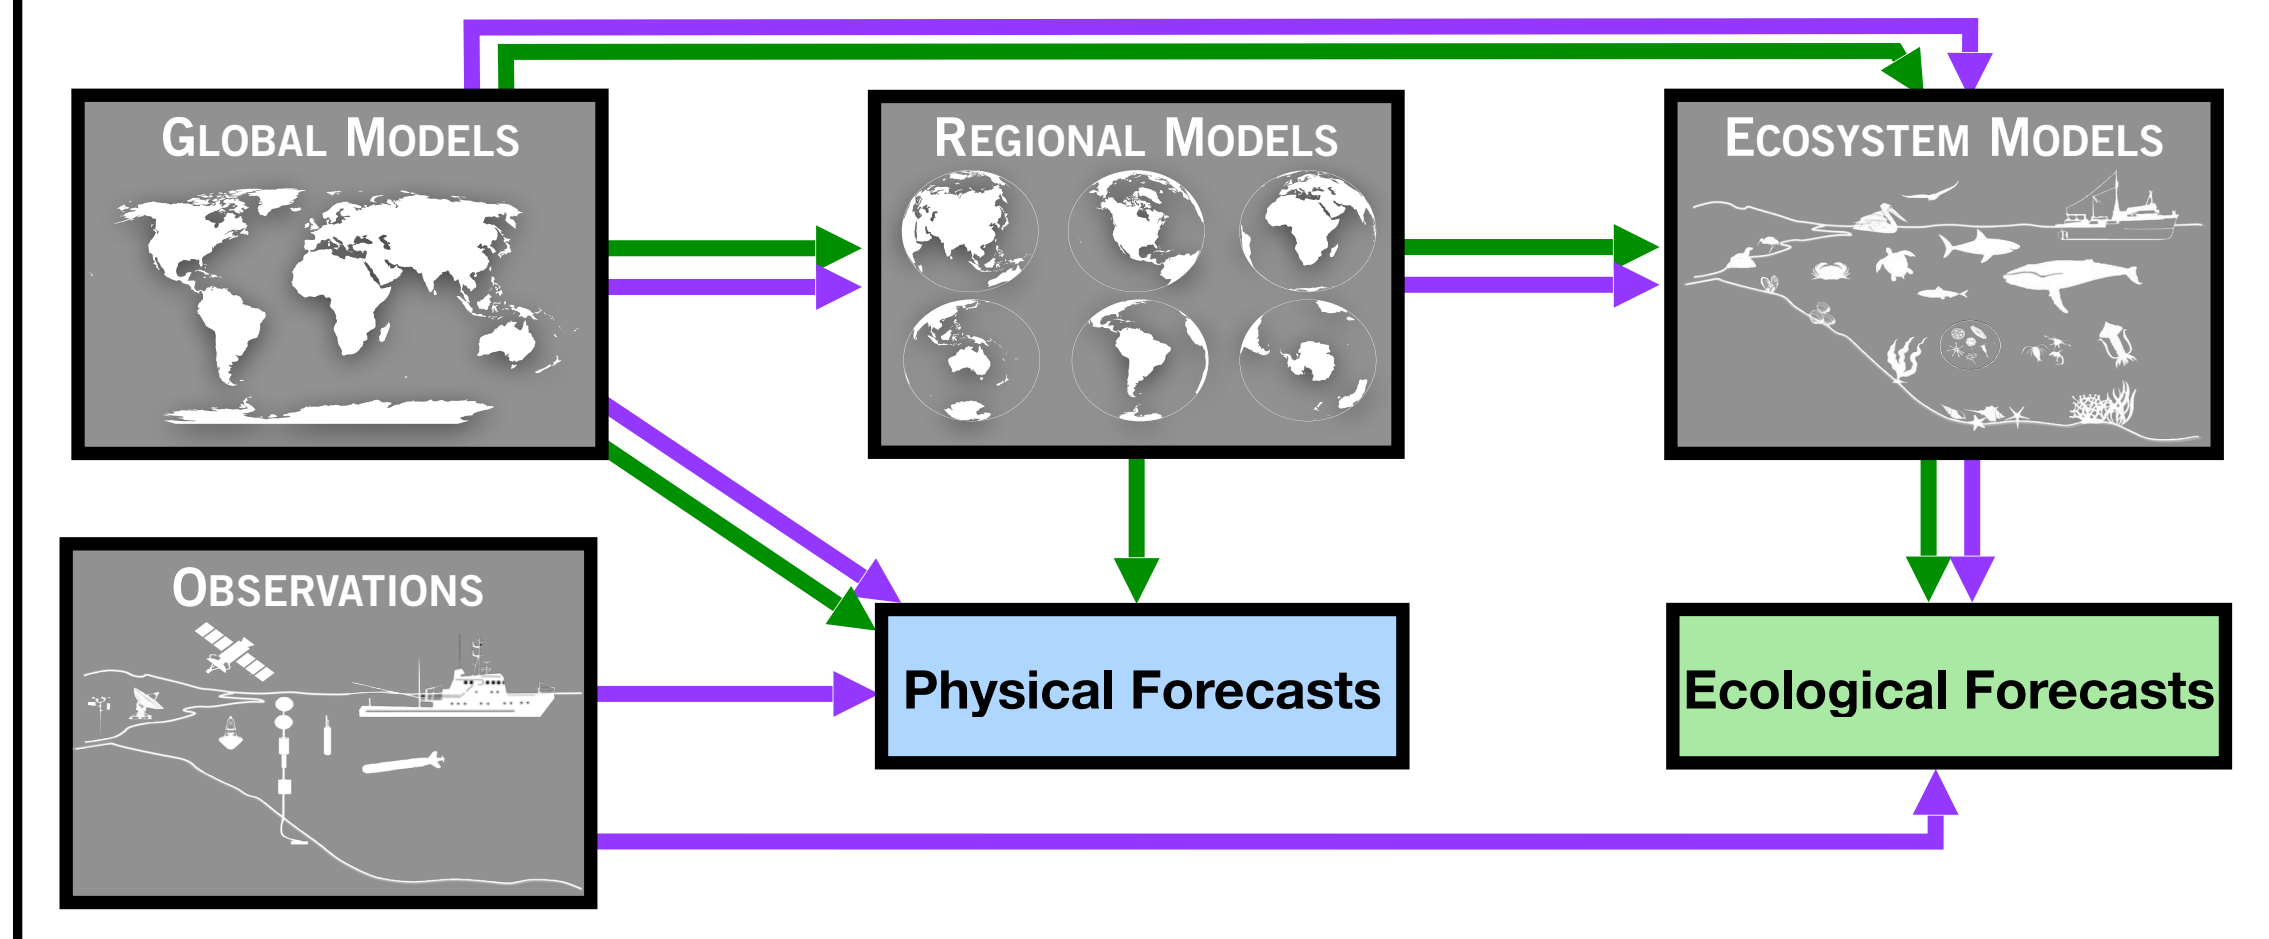 GLOBAL MODELS
REGIONAL MODELS
ECOSYSTEM MODELS
OBSERVATIONS
Physical Forecasts
Ecological Forecasts